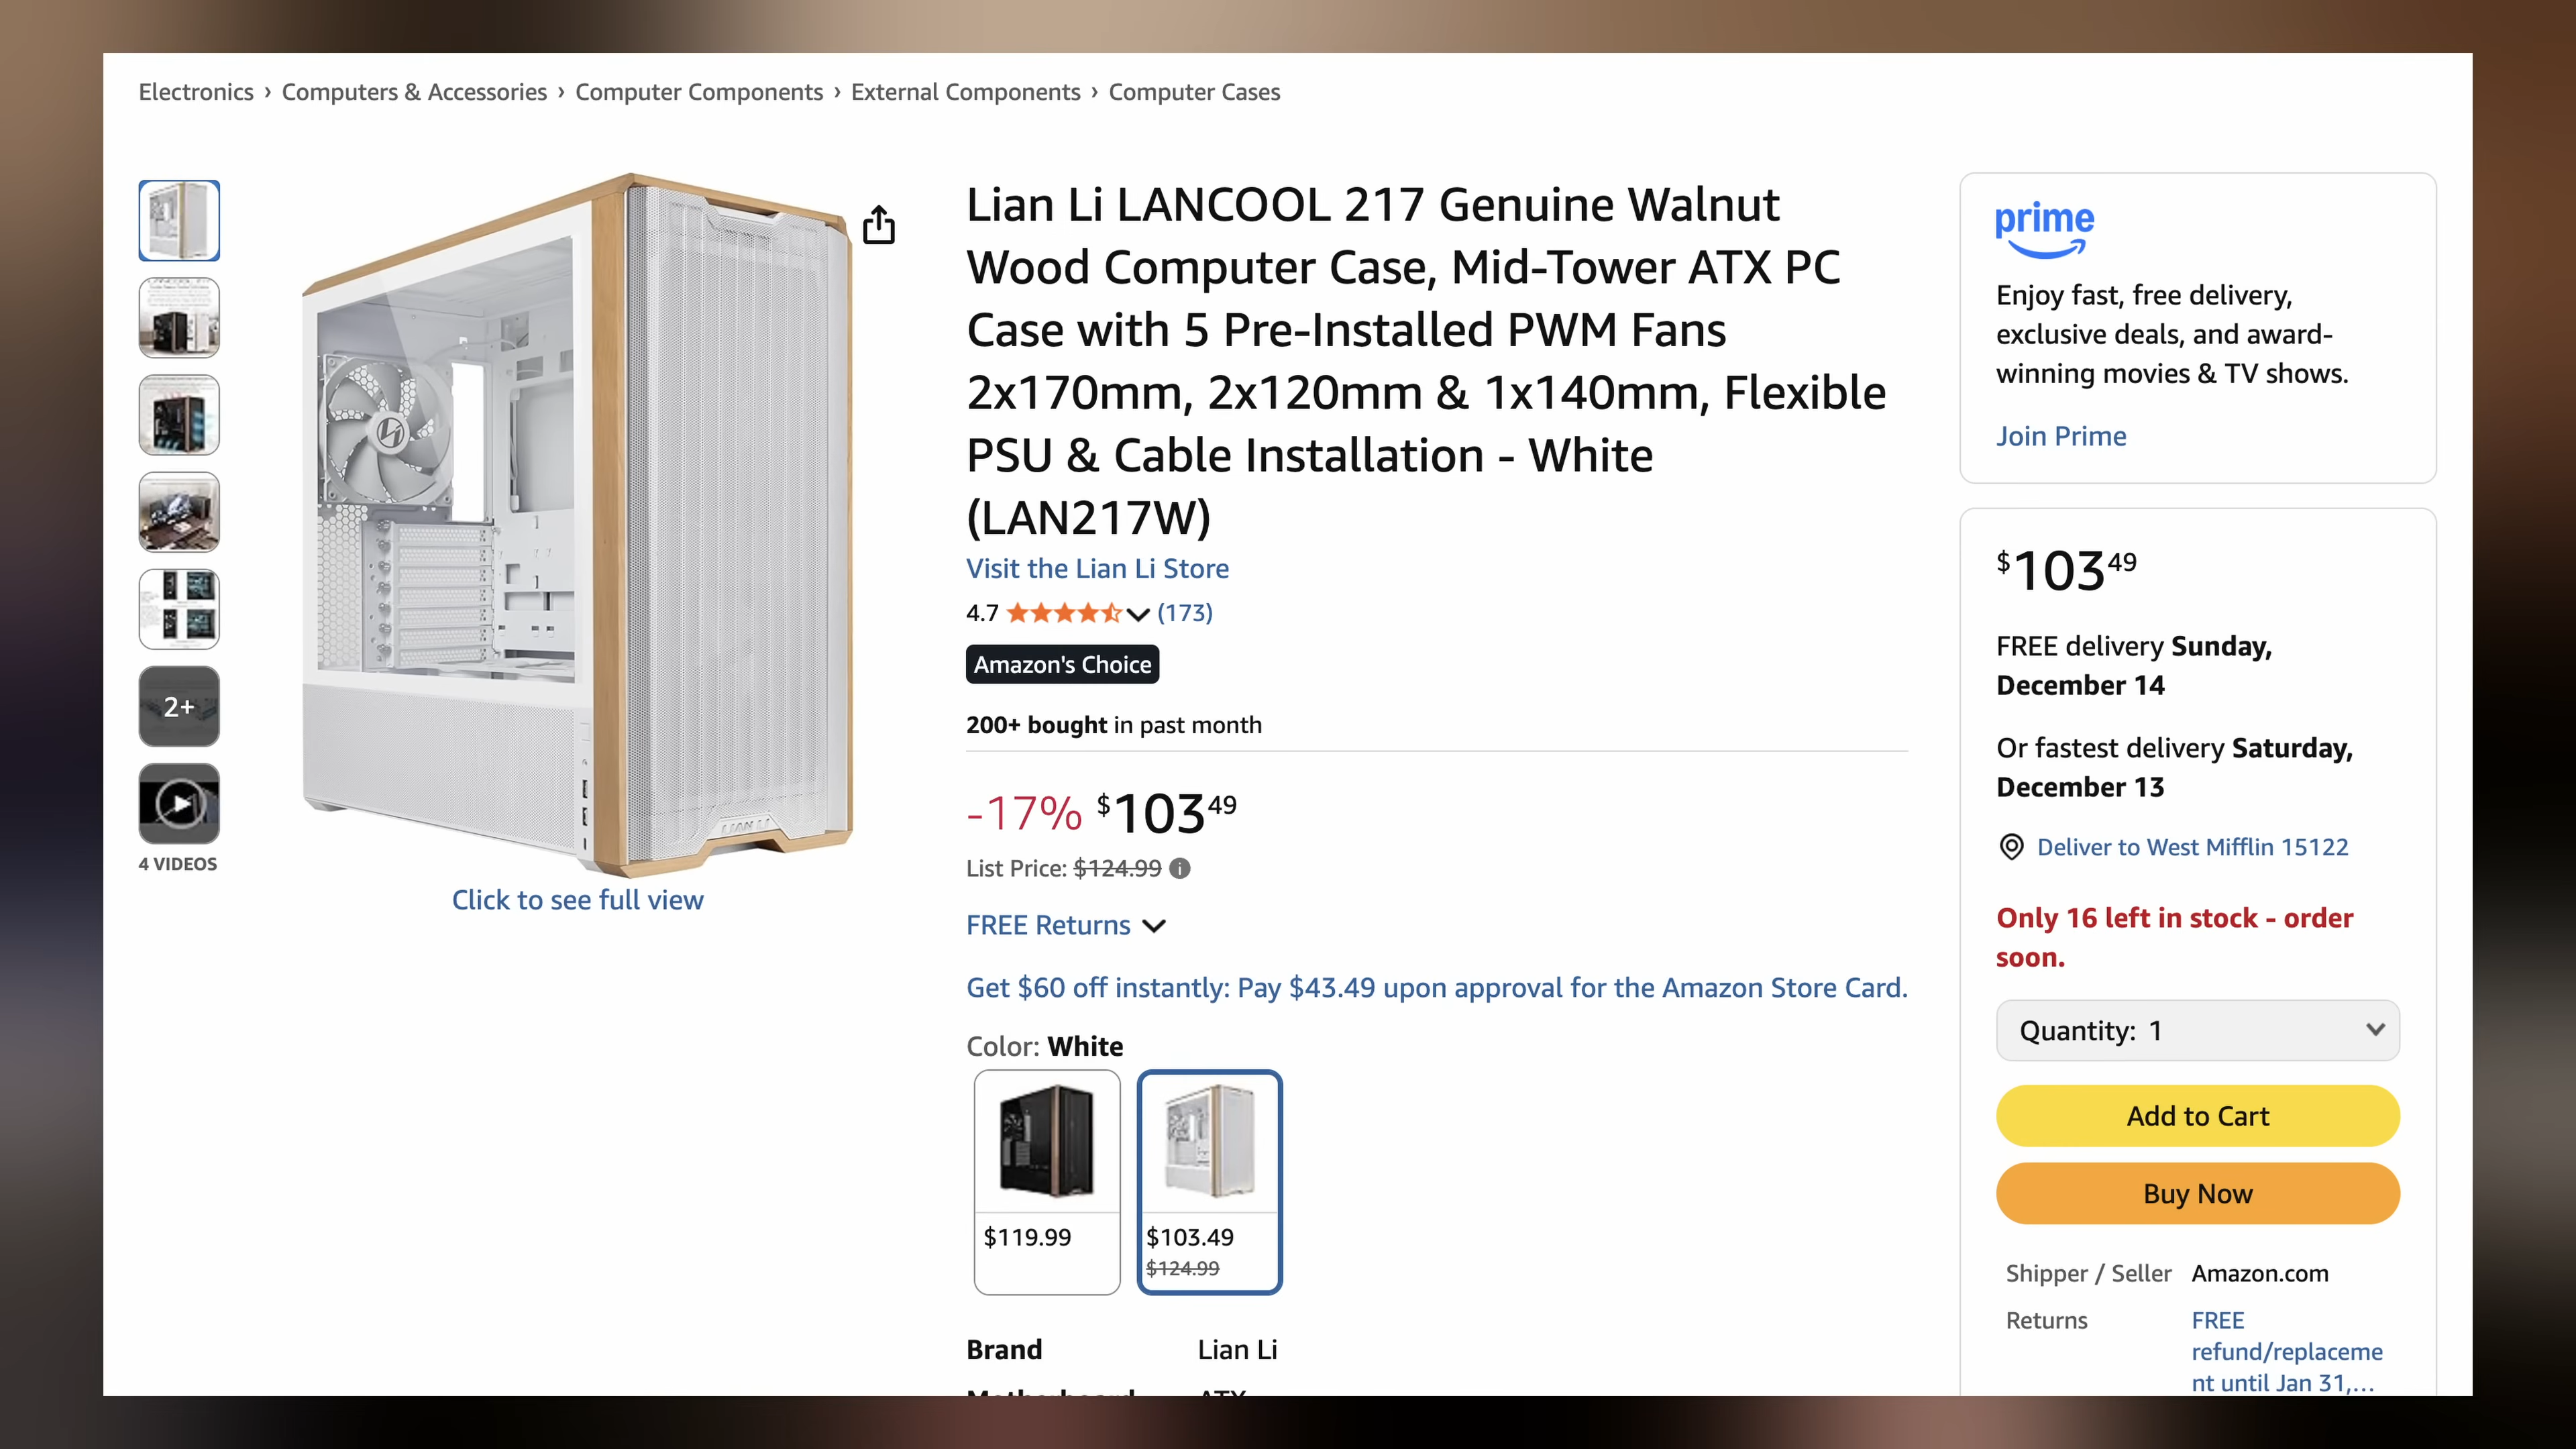 Electronics › Computers & Accessories › Computer Components › External Components › Computer Cases
2+
4 VIDEOS
LIAN LI
Click to see full view
Lian Li LANCOOL 217 Genuine Walnut
Wood Computer Case, Mid-Tower ATX PC
Case with 5 Pre-Installed PWM Fans
2x170mm, 2x120mm & 1x140mm, Flexible
PSU & Cable Installation - White
(LAN217W)
Visit the Lian Li Store
4.7 (173)
Amazon's Choice
200+ bought in past month
-17% $103 49
List Price: $124.99
FREE Returns
Get $60 off instantly: Pay $43.49 upon approval for the Amazon Store Card.
Color: White
$119.99
$103.49
$124.99
Brand Lian Li
Motherboard ATX
prime
Enjoy fast, free delivery,
exclusive deals, and award-
winning movies & TV shows.
Join Prime
$103 49
FREE delivery Sunday,
December 14
Or fastest delivery Saturday,
December 13
Deliver to West Mifflin 15122
Only 16 left in stock - order
soon.
Quantity: 1
Add to Cart
Buy Now
Shipper / Seller Amazon.com
Returns FREE
refund/replaceme
nt until Jan 31,...